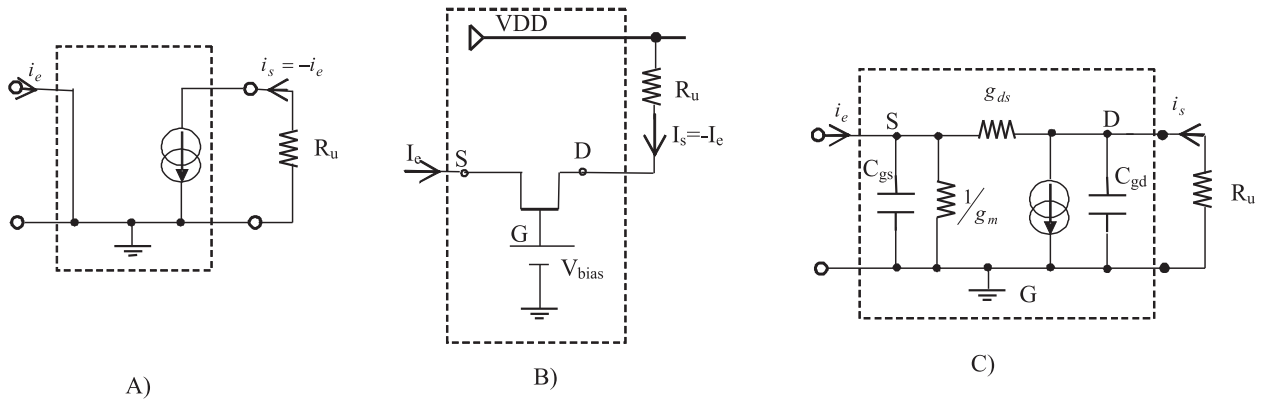 i_e
i_s = -i_e
R_u
A)
VDD
R_u
I_s=-I_e
I_e
S
D
G
V_bias
B)
i_e
S
g_ds
D
i_s
C_gs
1/g_m
C_gd
R_u
G
C)